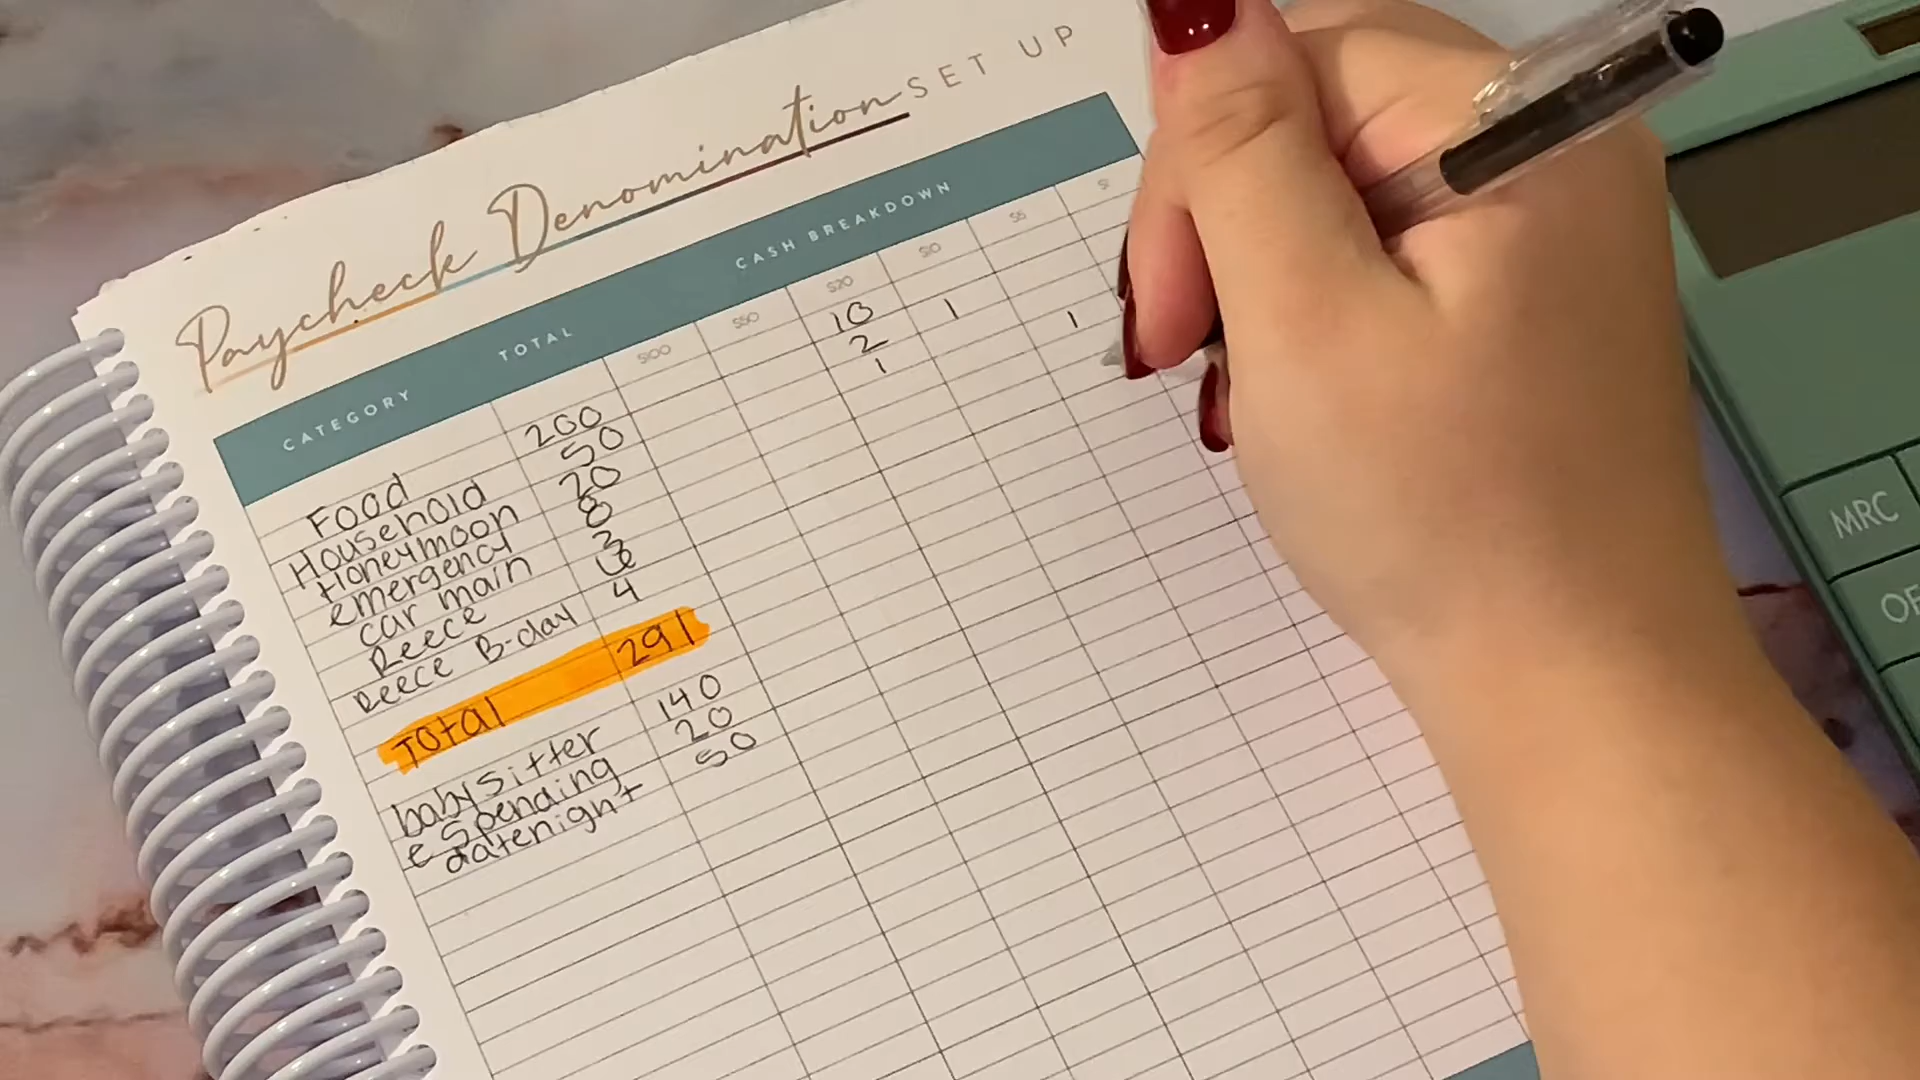 Paycheck Denomination SET UP
CATEGORY TOTAL CASH BREAKDOWN
$100 $50 $20 $10 $5 $1
Food 200 10
Household 50 2 1
Honeymoon 20 1
emergency 8 1
car main 3
Reece
Reece B-day 4
Total 291
babysitter 140
e spending 20
datenight 50
MRC